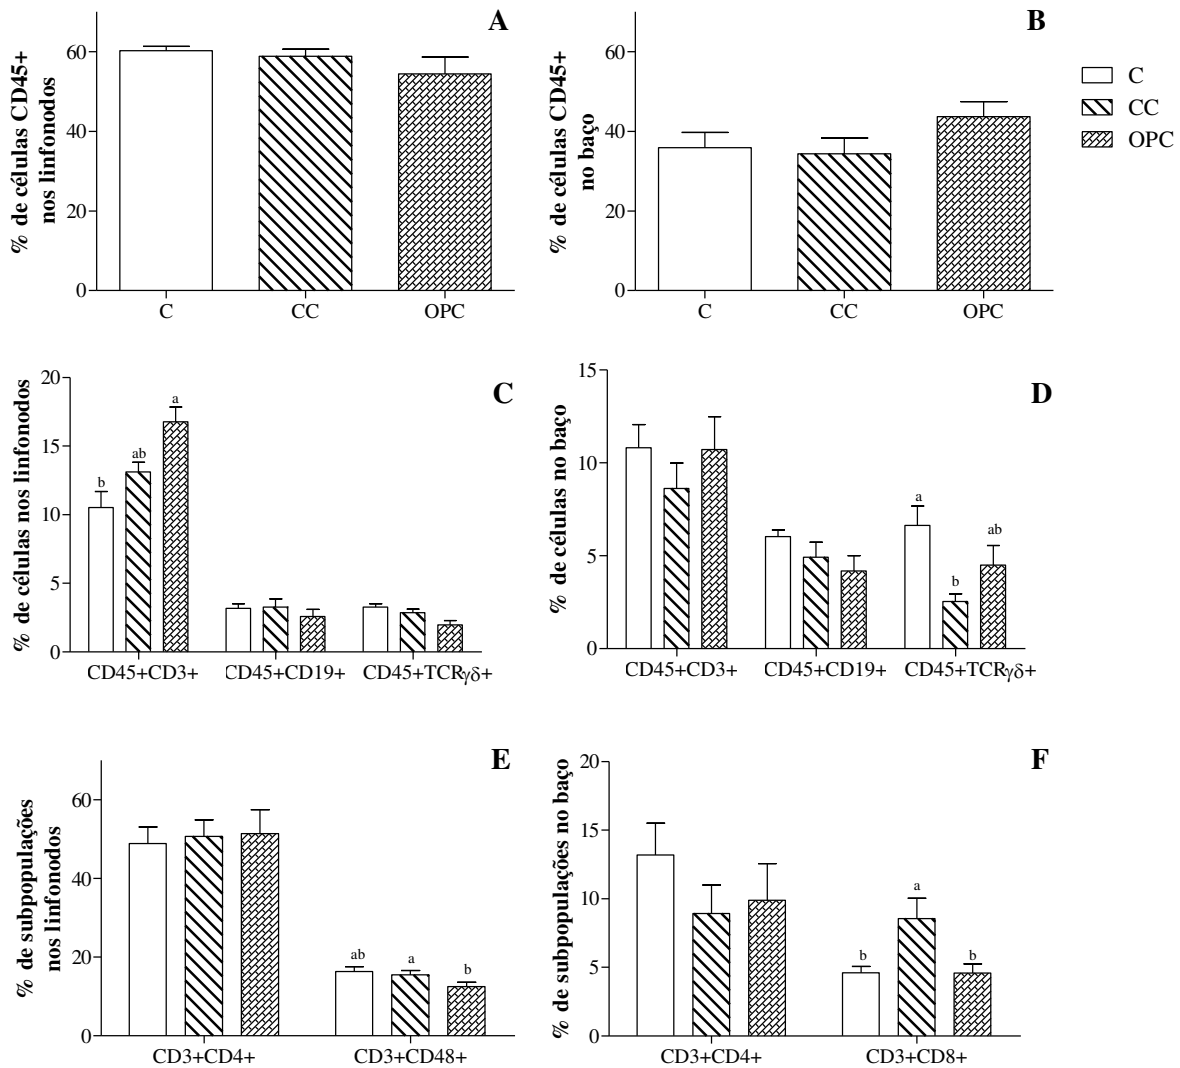 A
% de células CD45+
nos linfonodos
60
40
20
0
C
CC
OPC
B
% de células CD45+
no baço
60
40
20
0
C
CC
OPC
C
CC
OPC
C
% de células nos linfonodos
20
15
10
5
0
b
ab
a
CD45+CD3+
CD45+CD19+
CD45+TCRγδ+
D
% de células no baço
15
10
5
0
a
b
ab
CD45+CD3+
CD45+CD19+
CD45+TCRγδ+
E
% de subpopulações
nos linfonodos
60
40
20
0
ab
a
b
CD3+CD4+
CD3+CD48+
F
% de subpopulações no baço
20
15
10
5
0
b
a
b
CD3+CD4+
CD3+CD8+